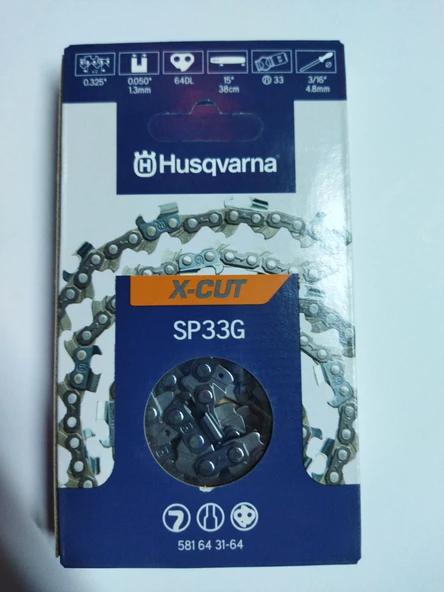 0.325" 0.050" 64DL 15" 33 3/16"
1.3mm 38cm 4.8mm
Husqvarna
X-CUT
SP33G
581 64 31-64